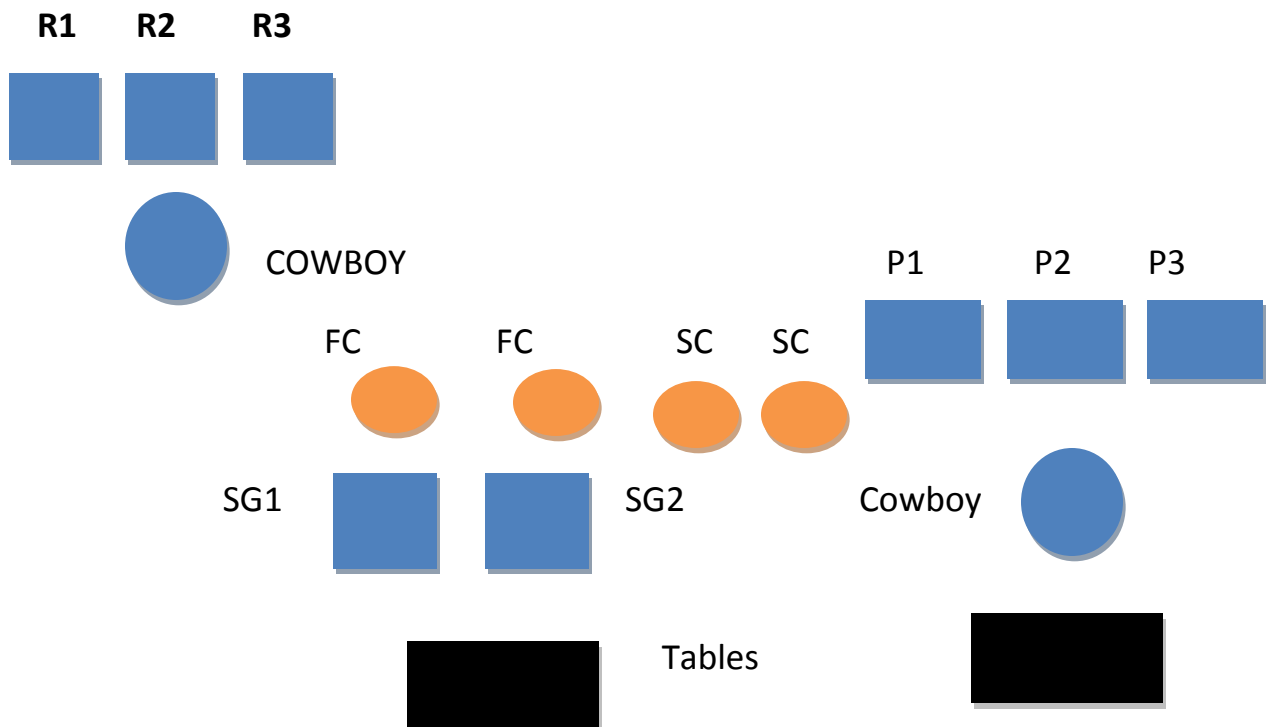 R1 R2 R3
COWBOY
P1 P2 P3
FC FC SC SC
SG1 SG2 Cowboy
Tables